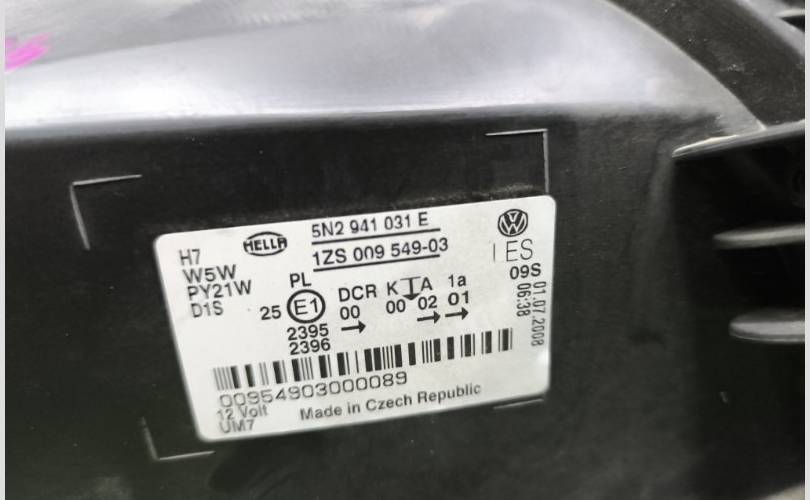 H7
W5W
PY21W
D1S
HELLA
5N2 941 031 E
1ZS 009 549-03
PL
25 E1
DCR K A 1a
00 00 02 01
2395
2396
IES
09S
01.07.2008
06:38
00954903000089
12 Volt
UM7
Made in Czech Republic